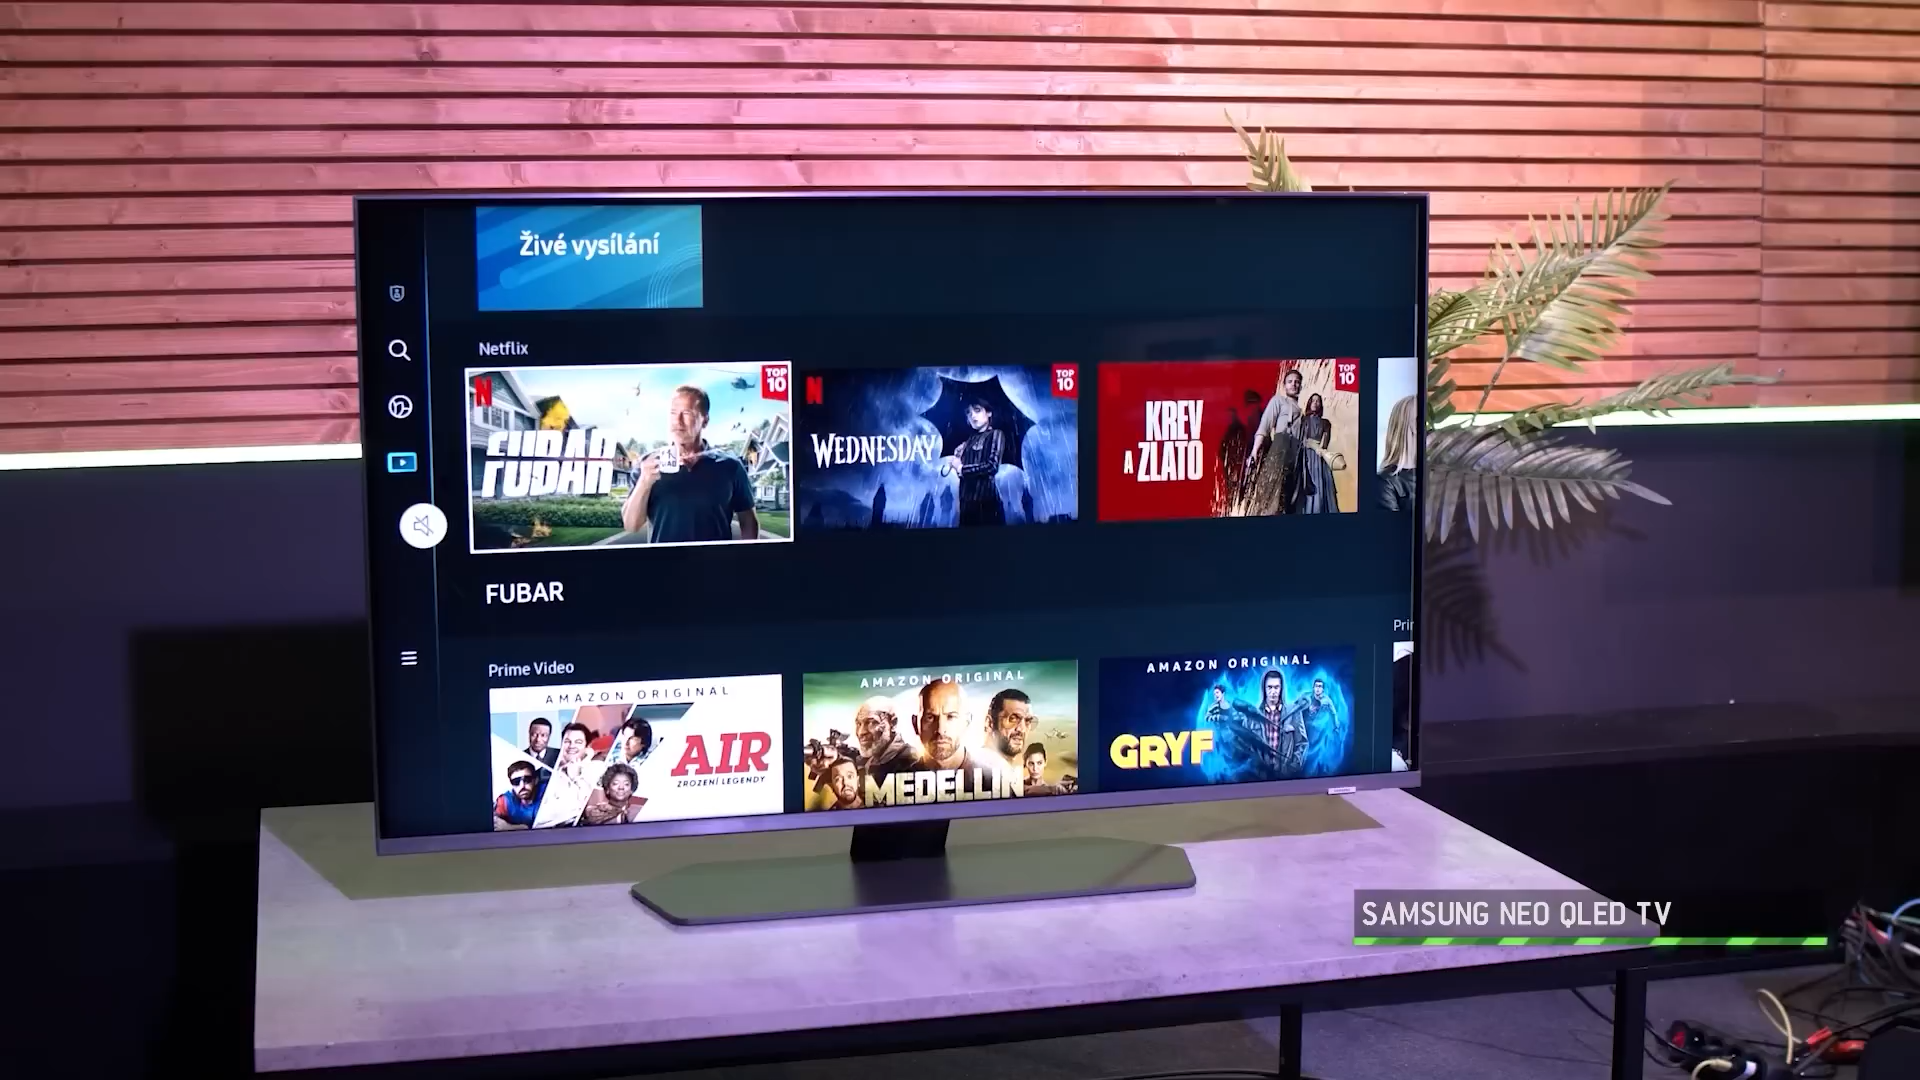 Živé vysílání
Netflix
N
FUBAR
TOP
10
N
WEDNESDAY
TOP
10
KREV
A ZLATO
TOP
10
FUBAR
Prime Video
AMAZON ORIGINAL
AIR
ZROZENÍ LEGENDY
AMAZON ORIGINAL
MEDELLIN
AMAZON ORIGINAL
GRYF
Pri
SAMSUNG NEO QLED TV